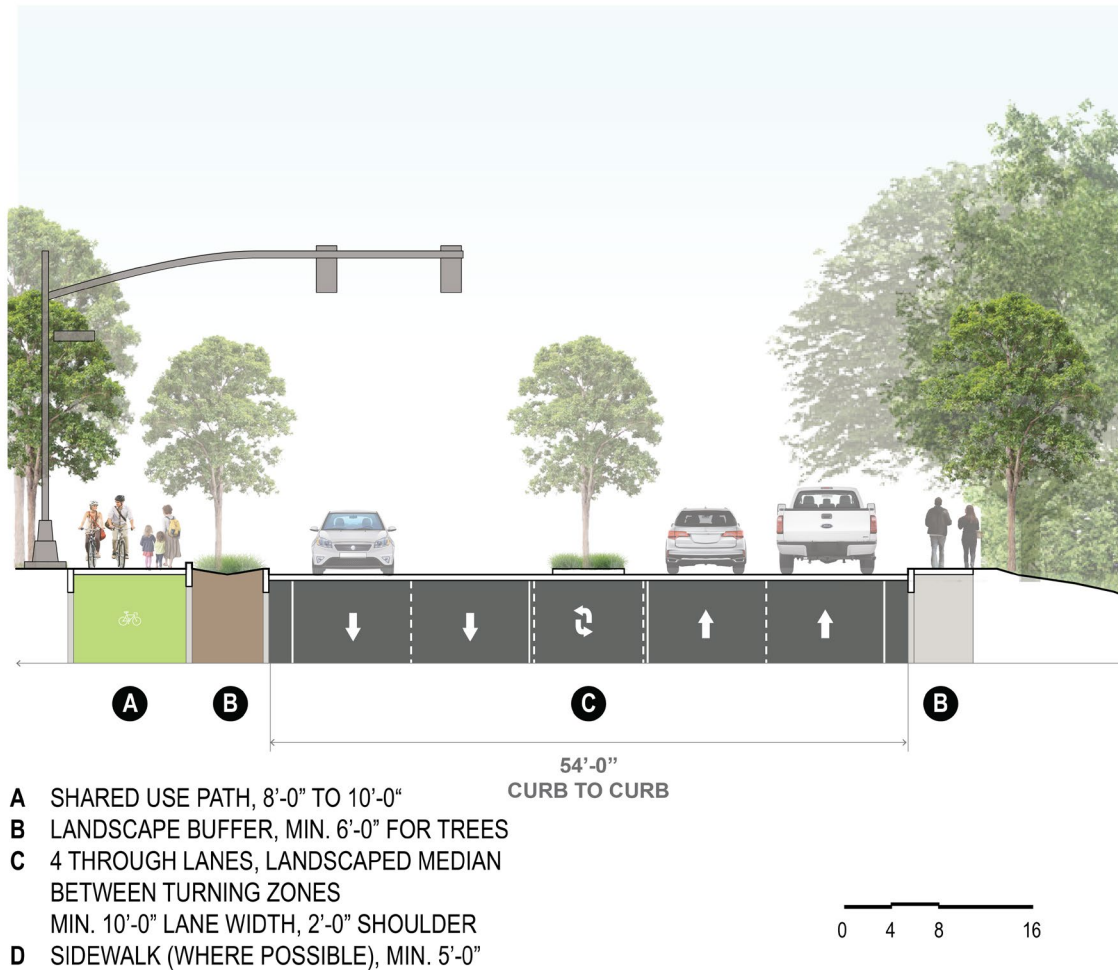 A B C B
54’-0”
CURB TO CURB
A SHARED USE PATH, 8’-0” TO 10’-0“
B LANDSCAPE BUFFER, MIN. 6’-0” FOR TREES
C 4 THROUGH LANES, LANDSCAPED MEDIAN
BETWEEN TURNING ZONES
MIN. 10’-0” LANE WIDTH, 2’-0” SHOULDER
D SIDEWALK (WHERE POSSIBLE), MIN. 5’-0”
0 4 8 16